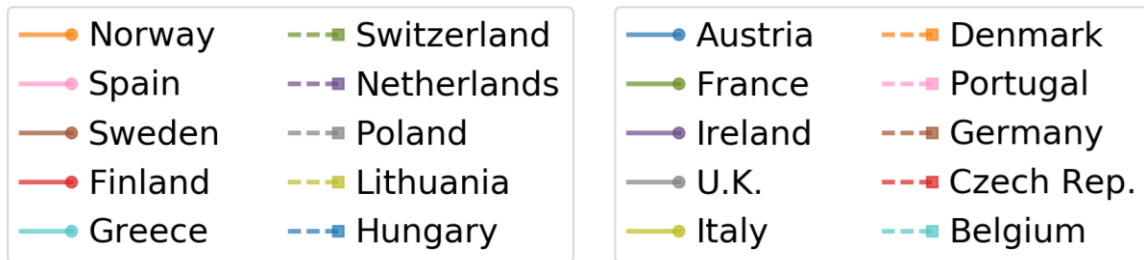 Norway
Spain
Sweden
Finland
Greece
Switzerland
Netherlands
Poland
Lithuania
Hungary
Austria
France
Ireland
U.K.
Italy
Denmark
Portugal
Germany
Czech Rep.
Belgium